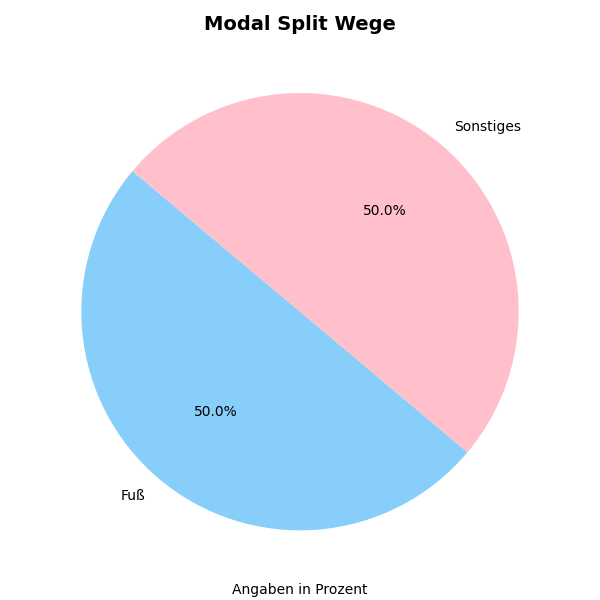 Modal Split Wege
Sonstiges
50.0%
50.0%
Fuß
Angaben in Prozent